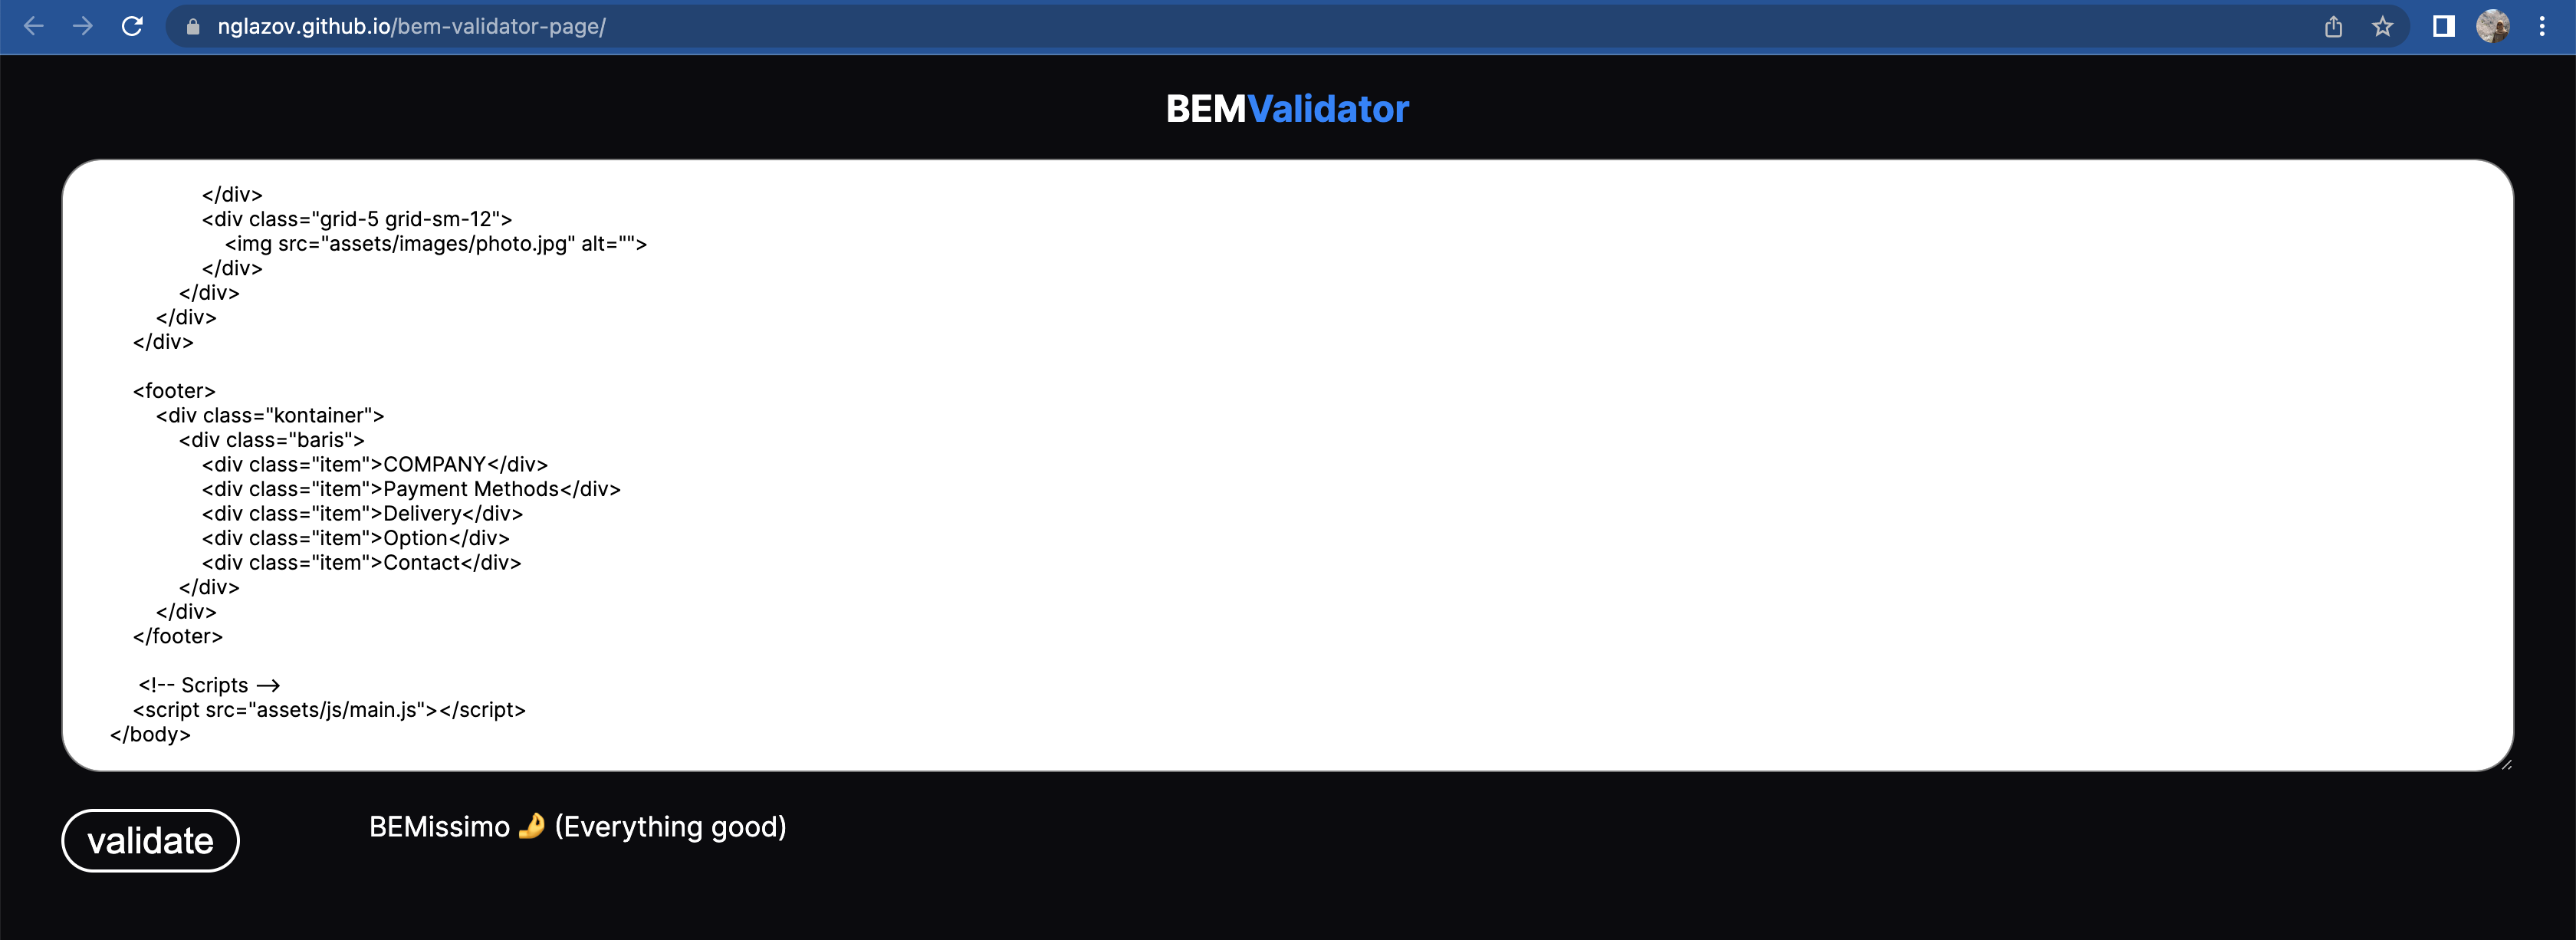 nglazov.github.io/bem-validator-page/
BEMValidator
</div>
<div class="grid-5 grid-sm-12">
<img src="assets/images/photo.jpg" alt="">
</div>
</div>
</div>
</div>
<footer>
<div class="kontainer">
<div class="baris">
<div class="item">COMPANY</div>
<div class="item">Payment Methods</div>
<div class="item">Delivery</div>
<div class="item">Option</div>
<div class="item">Contact</div>
</div>
</div>
</footer>
<!-- Scripts -->
<script src="assets/js/main.js"></script>
</body>
validate
BEMissimo 🤌 (Everything good)